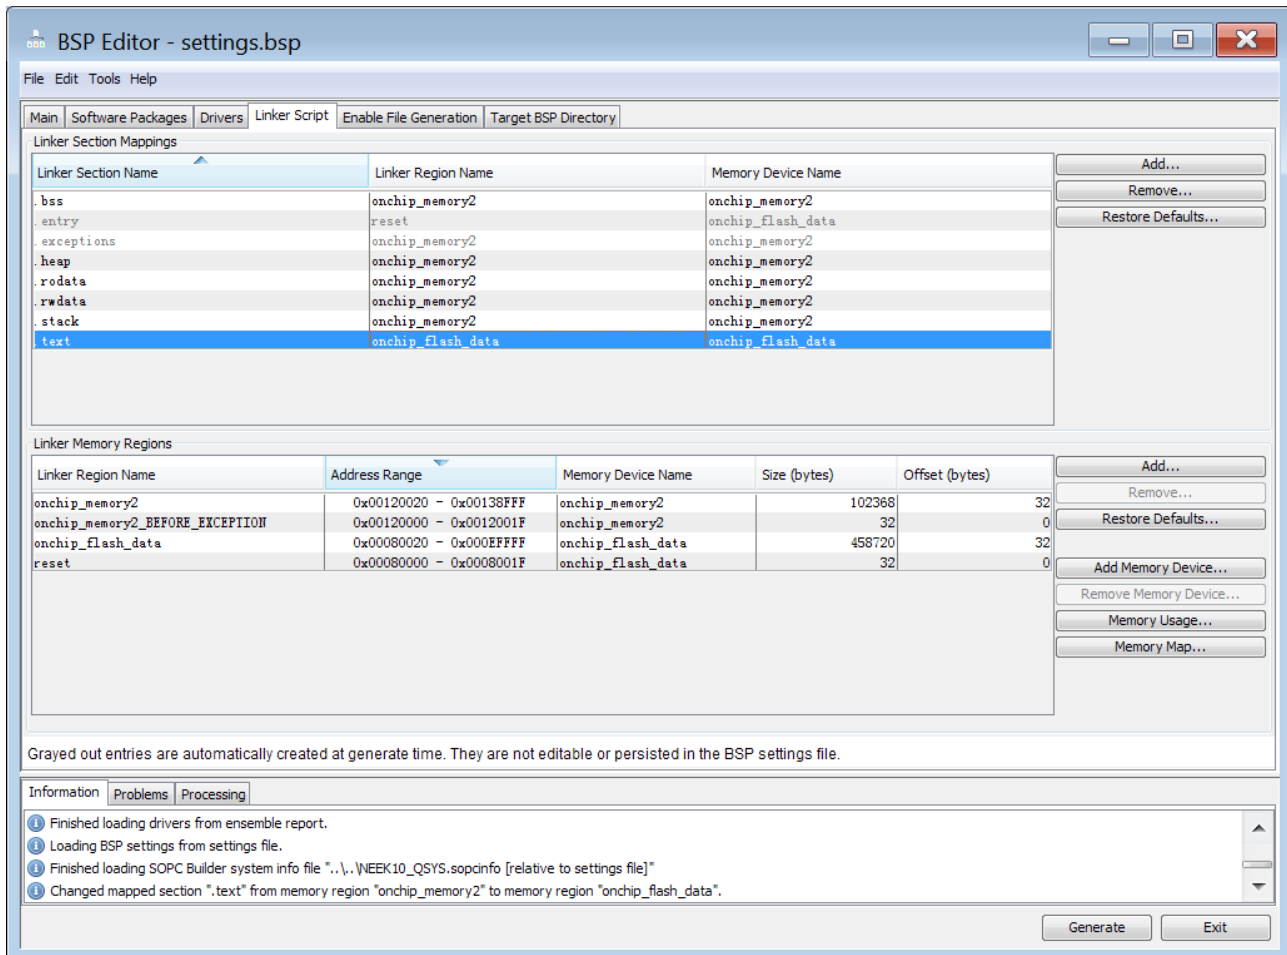 BSP Editor - settings.bsp
File Edit Tools Help
Main Software Packages Drivers Linker Script Enable File Generation Target BSP Directory
Linker Section Mappings
Linker Section Name Linker Region Name Memory Device Name
.bss onchip_memory2 onchip_memory2
.entry reset onchip_flash_data
.exceptions onchip_memory2 onchip_memory2
.heap onchip_memory2 onchip_memory2
.rodata onchip_memory2 onchip_memory2
.rwdata onchip_memory2 onchip_memory2
.stack onchip_memory2 onchip_memory2
.text onchip_flash_data onchip_flash_data
Add...
Remove...
Restore Defaults...
Linker Memory Regions
Linker Region Name Address Range Memory Device Name Size (bytes) Offset (bytes)
onchip_memory2 0x00120020 - 0x00138FFF onchip_memory2 102368 32
onchip_memory2_BEFORE_EXCEPTION 0x00120000 - 0x0012001F onchip_memory2 32 0
onchip_flash_data 0x00080020 - 0x000EFFFF onchip_flash_data 458720 32
reset 0x00080000 - 0x0008001F onchip_flash_data 32 0
Add...
Remove...
Restore Defaults...
Add Memory Device...
Remove Memory Device...
Memory Usage...
Memory Map...
Grayed out entries are automatically created at generate time. They are not editable or persisted in the BSP settings file.
Information Problems Processing
Finished loading drivers from ensemble report.
Loading BSP settings from settings file.
Finished loading SOPC Builder system info file "..\..\NEEK10_QSYS.sopcinfo [relative to settings file]"
Changed mapped section ".text" from memory region "onchip_memory2" to memory region "onchip_flash_data".
Generate Exit